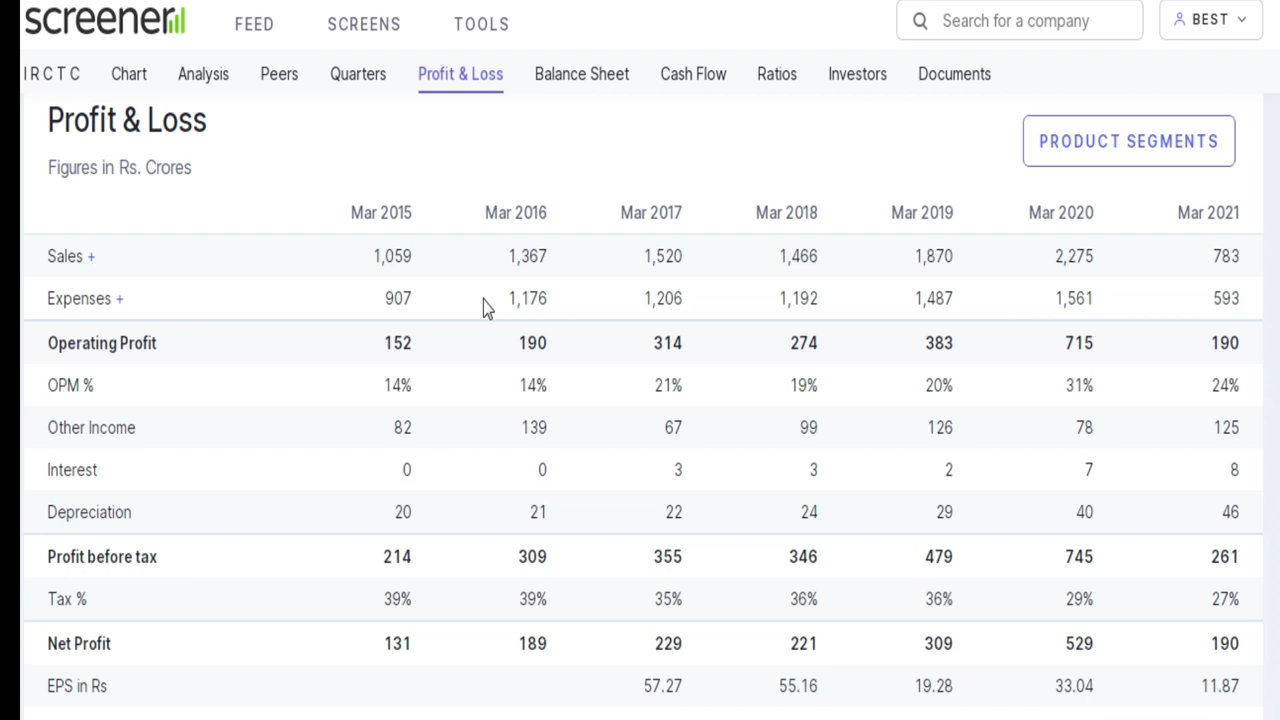 screener FEED SCREENS TOOLS Search for a company BEST
IRCTC Chart Analysis Peers Quarters Profit & Loss Balance Sheet Cash Flow Ratios Investors Documents
Profit & Loss
PRODUCT SEGMENTS
Figures in Rs. Crores
Mar 2015 Mar 2016 Mar 2017 Mar 2018 Mar 2019 Mar 2020 Mar 2021
Sales + 1,059 1,367 1,520 1,466 1,870 2,275 783
Expenses + 907 1,176 1,206 1,192 1,487 1,561 593
Operating Profit 152 190 314 274 383 715 190
OPM % 14% 14% 21% 19% 20% 31% 24%
Other Income 82 139 67 99 126 78 125
Interest 0 0 3 3 2 7 8
Depreciation 20 21 22 24 29 40 46
Profit before tax 214 309 355 346 479 745 261
Tax % 39% 39% 35% 36% 36% 29% 27%
Net Profit 131 189 229 221 309 529 190
EPS in Rs 57.27 55.16 19.28 33.04 11.87